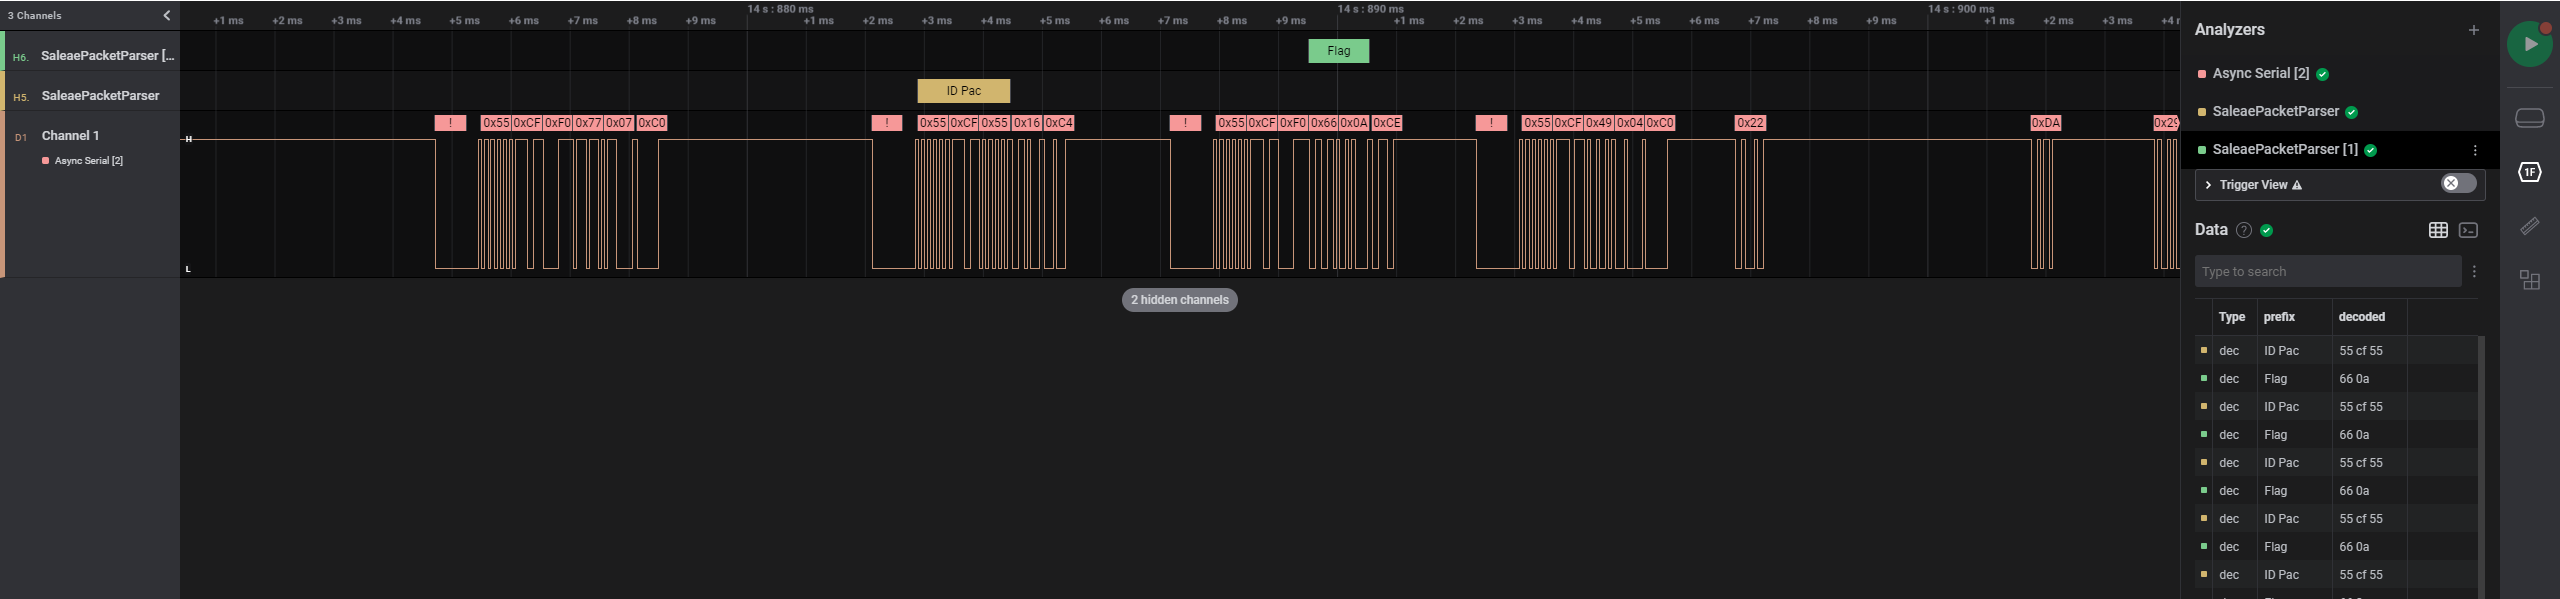 3 Channels
+1 ms +2 ms +3 ms +4 ms +5 ms +6 ms +7 ms +8 ms +9 ms 14 s : 880 ms +1 ms +2 ms +3 ms +4 ms +5 ms +6 ms +7 ms +8 ms +9 ms 14 s : 890 ms +1 ms +2 ms +3 ms +4 ms +5 ms +6 ms +7 ms +8 ms +9 ms 14 s : 900 ms +1 ms +2 ms +3 ms +4 m
H6. SaleaePacketParser [...
Flag
H5. SaleaePacketParser
ID Pac
D1 Channel 1
Async Serial [2]
! 0x55 0xCF 0xF0 0x77 0x07 0xC0 ! 0x55 0xCF 0x55 0x16 0xC4 ! 0x55 0xCF 0xF0 0x66 0x0A 0xCE ! 0x55 0xCF 0x49 0x04 0xC0 0x22 0xDA 0x29
H
L
2 hidden channels
Analyzers
Async Serial [2]
SaleaePacketParser
SaleaePacketParser [1]
Trigger View
Data
Type to search
Type prefix decoded
dec ID Pac 55 cf 55
dec Flag 66 0a
dec ID Pac 55 cf 55
dec Flag 66 0a
dec ID Pac 55 cf 55
dec Flag 66 0a
dec ID Pac 55 cf 55
dec Flag 66 0a
dec ID Pac 55 cf 55
1F